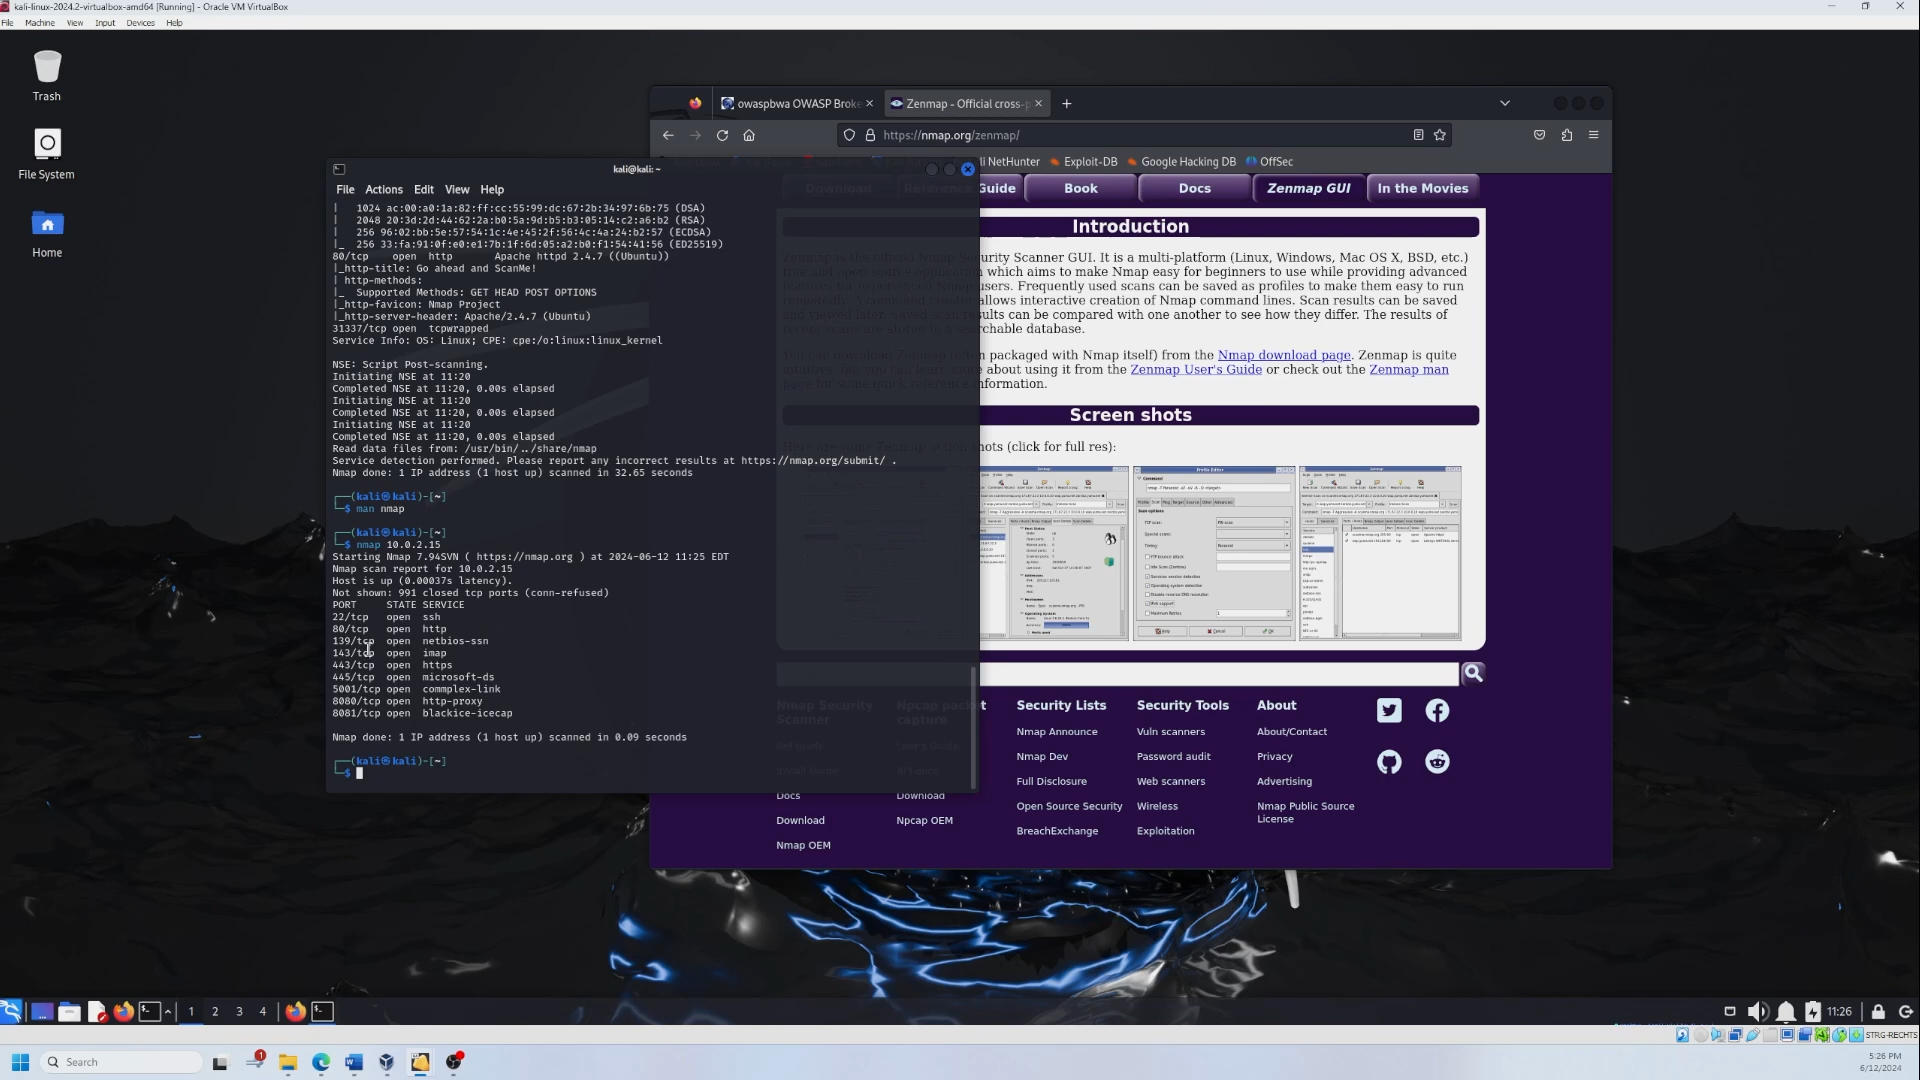 kali-linux-2024.2-virtualbox-amd64 [Running] - Oracle VM VirtualBox
File Machine View Input Devices Help
Trash
File System
Home
owaspbwa OWASP Broke
Zenmap - Official cross-p
https://nmap.org/zenmap/
li NetHunter Exploit-DB Google Hacking DB OffSec
Download Guide Book Docs Zenmap GUI In the Movies
Introduction
curity Scanner GUI. It is a multi-platform (Linux, Windows, Mac OS X, BSD, etc.)
which aims to make Nmap easy for beginners to use while providing advanced
users. Frequently used scans can be saved as profiles to make them easy to run
allows interactive creation of Nmap command lines. Scan results can be saved
sults can be compared with one another to see how they differ. The results of
rchable database.
packaged with Nmap itself) from the Nmap download page. Zenmap is quite
about using it from the Zenmap User's Guide or check out the Zenmap man
ormation.
Screen shots
shots (click for full res):
kali@kali: ~
File Actions Edit View Help
| 1024 ac:00:a0:1a:82:ff:cc:55:99:dc:67:2b:34:97:6b:75 (DSA)
| 2048 20:3d:2d:44:62:2a:b0:5a:9d:b5:b3:05:14:c2:a6:b2 (RSA)
| 256 96:02:bb:5e:57:54:1c:4e:45:2f:56:4c:4a:24:b2:57 (ECDSA)
|_ 256 33:fa:91:0f:e0:e1:7b:1f:6d:05:a2:b0:f1:54:41:56 (ED25519)
80/tcp open http Apache httpd 2.4.7 ((Ubuntu))
|_http-title: Go ahead and ScanMe!
| http-methods:
|_ Supported Methods: GET HEAD POST OPTIONS
|_http-favicon: Nmap Project
|_http-server-header: Apache/2.4.7 (Ubuntu)
31337/tcp open tcpwrapped
Service Info: OS: Linux; CPE: cpe:/o:linux:linux_kernel
NSE: Script Post-scanning.
Initiating NSE at 11:20
Completed NSE at 11:20, 0.00s elapsed
Initiating NSE at 11:20
Completed NSE at 11:20, 0.00s elapsed
Initiating NSE at 11:20
Completed NSE at 11:20, 0.00s elapsed
Read data files from: /usr/bin/../share/nmap
Service detection performed. Please report any incorrect results at https://nmap.org/submit/ .
Nmap done: 1 IP address (1 host up) scanned in 32.65 seconds
┌──(kali㉿kali)-[~]
└─$ man nmap
┌──(kali㉿kali)-[~]
└─$ nmap 10.0.2.15
Starting Nmap 7.94SVN ( https://nmap.org ) at 2024-06-12 11:25 EDT
Nmap scan report for 10.0.2.15
Host is up (0.00037s latency).
Not shown: 991 closed tcp ports (conn-refused)
PORT STATE SERVICE
22/tcp open ssh
80/tcp open http
139/tcp open netbios-ssn
143/tcp open imap
443/tcp open https
445/tcp open microsoft-ds
5001/tcp open commplex-link
8080/tcp open http-proxy
8081/tcp open blackice-icecap
Nmap done: 1 IP address (1 host up) scanned in 0.09 seconds
┌──(kali㉿kali)-[~]
└─$
Nmap Security Scanner
Docs
Download
Nmap OEM
Npcap packet capture
Download
Npcap OEM
Security Lists
Nmap Announce
Nmap Dev
Full Disclosure
Open Source Security
BreachExchange
Security Tools
Vuln scanners
Password audit
Web scanners
Wireless
Exploitation
About
About/Contact
Privacy
Advertising
Nmap Public Source
License
1 2 3 4
11:26
STRG-RECHTS
Search
1
5:26 PM
6/12/2024